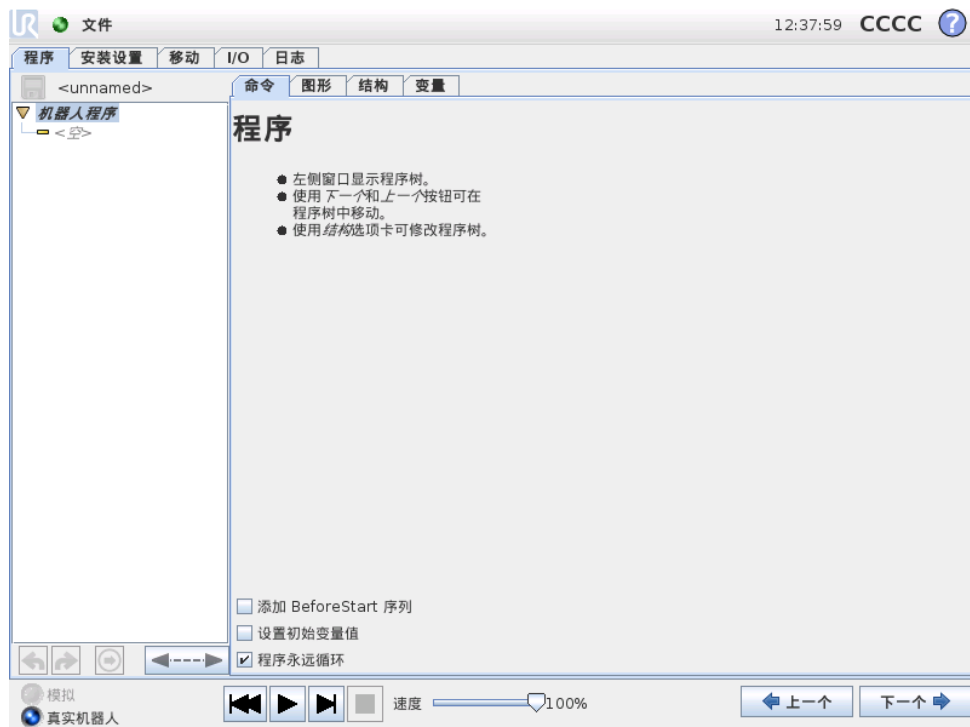 UR 文件 12:37:59 CCCC ?
程序 安装设置 移动 I/O 日志
<unnamed>
命令 图形 结构 变量
机器人程序
<空>
程序
左侧窗口显示程序树。
使用下一个和上一个按钮可在
程序树中移动。
使用结构选项卡可修改程序树。
添加 BeforeStart 序列
设置初始变量值
程序永远循环
模拟
真实机器人
速度 100%
上一个 下一个